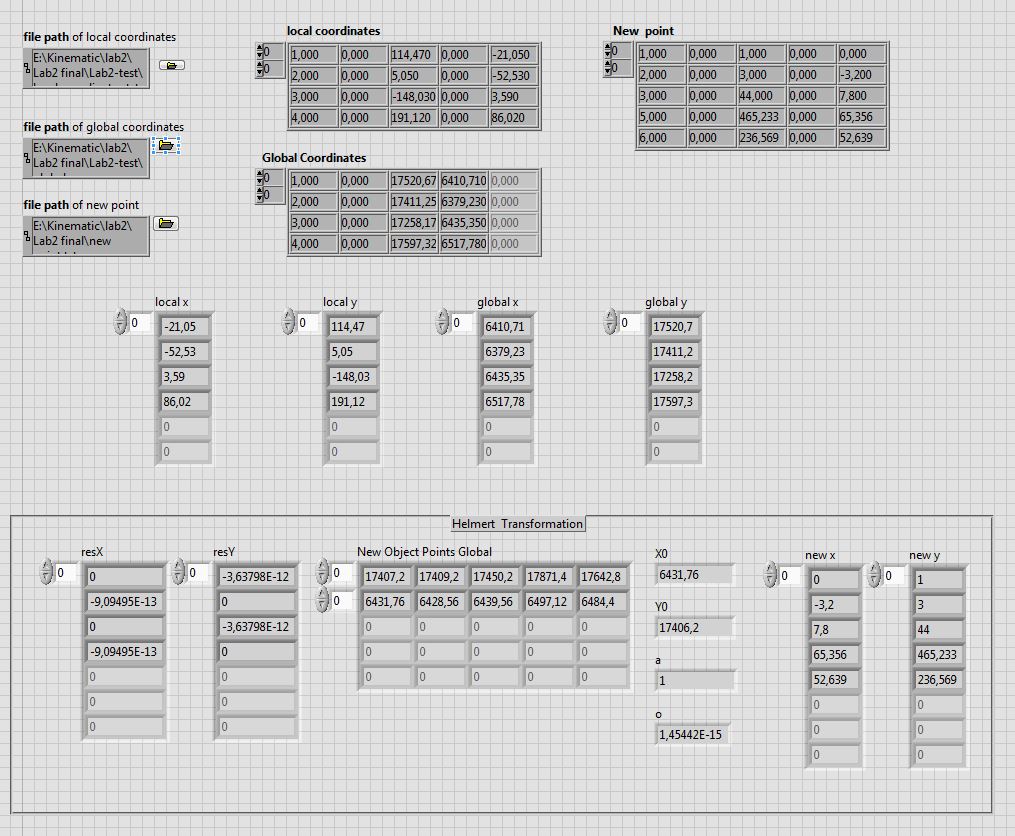 file path of local coordinates
E:\Kinematic\lab2\
Lab2 final\Lab2-test\
file path of global coordinates
E:\Kinematic\lab2\
Lab2 final\Lab2-test\
file path of new point
E:\Kinematic\lab2\
Lab2 final\new
local coordinates
0
0
1,000 0,000 114,470 0,000 -21,050
2,000 0,000 5,050 0,000 -52,530
3,000 0,000 -148,030 0,000 3,590
4,000 0,000 191,120 0,000 86,020
Global Coordinates
0
0
1,000 0,000 17520,67 6410,710 0,000
2,000 0,000 17411,25 6379,230 0,000
3,000 0,000 17258,17 6435,350 0,000
4,000 0,000 17597,32 6517,780 0,000
New point
0
0
1,000 0,000 1,000 0,000 0,000
2,000 0,000 3,000 0,000 -3,200
3,000 0,000 44,000 0,000 7,800
5,000 0,000 465,233 0,000 65,356
6,000 0,000 236,569 0,000 52,639
local x
0
-21,05
-52,53
3,59
86,02
0
0
local y
0
114,47
5,05
-148,03
191,12
0
0
global x
0
6410,71
6379,23
6435,35
6517,78
0
0
global y
0
17520,7
17411,2
17258,2
17597,3
0
0
Helmert Transformation
resX
0
0
-9,09495E-13
0
-9,09495E-13
0
0
0
resY
0
-3,63798E-12
0
-3,63798E-12
0
0
0
0
New Object Points Global
0
0
17407,2 17409,2 17450,2 17871,4 17642,8
6431,76 6428,56 6439,56 6497,12 6484,4
0 0 0 0 0
0 0 0 0 0
0 0 0 0 0
X0
6431,76
Y0
17406,2
a
1
o
1,45442E-15
new x
0
0
-3,2
7,8
65,356
52,639
0
0
0
new y
0
1
3
44
465,233
236,569
0
0
0